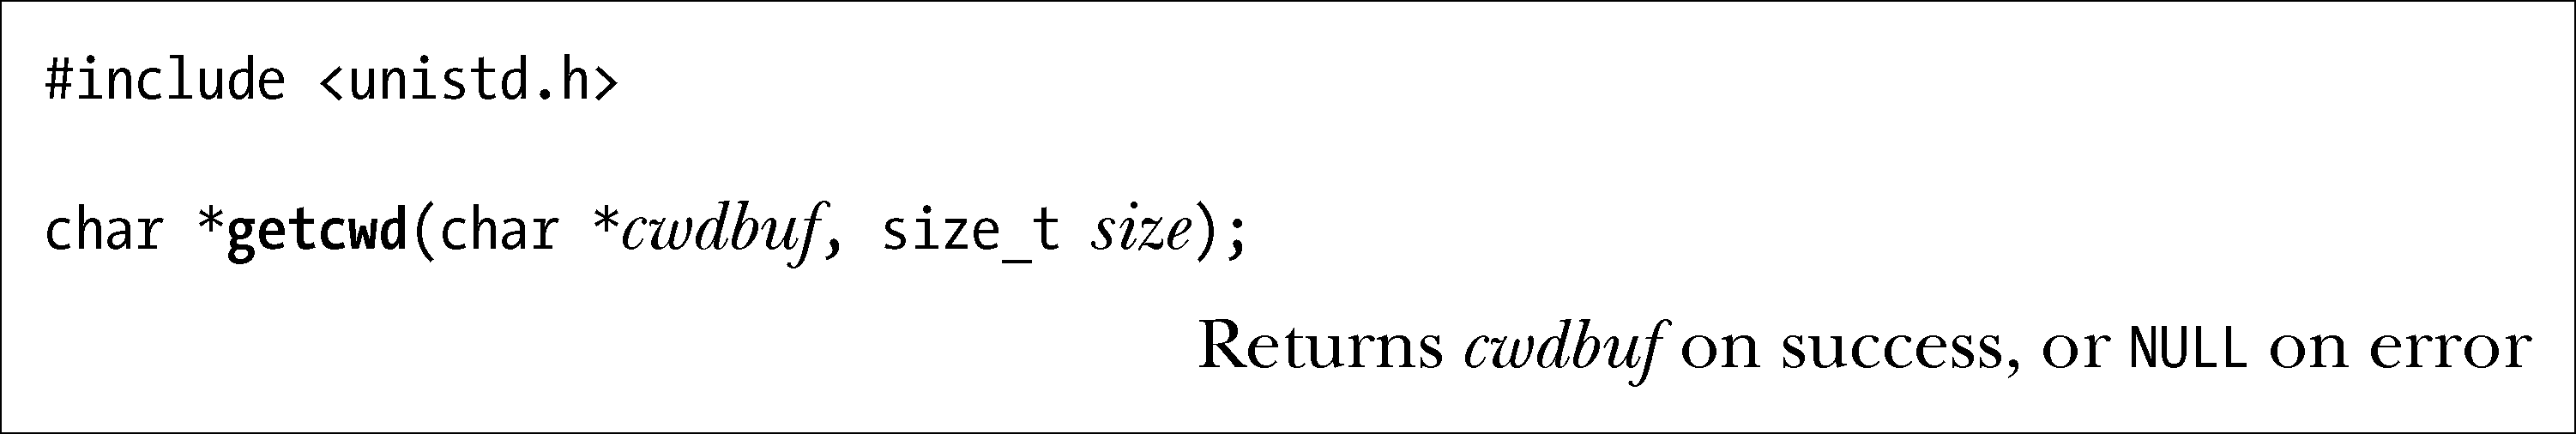 #include <unistd.h>
char *getcwd(char *cwdbuf, size_t size);
Returns cwdbuf on success, or NULL on error